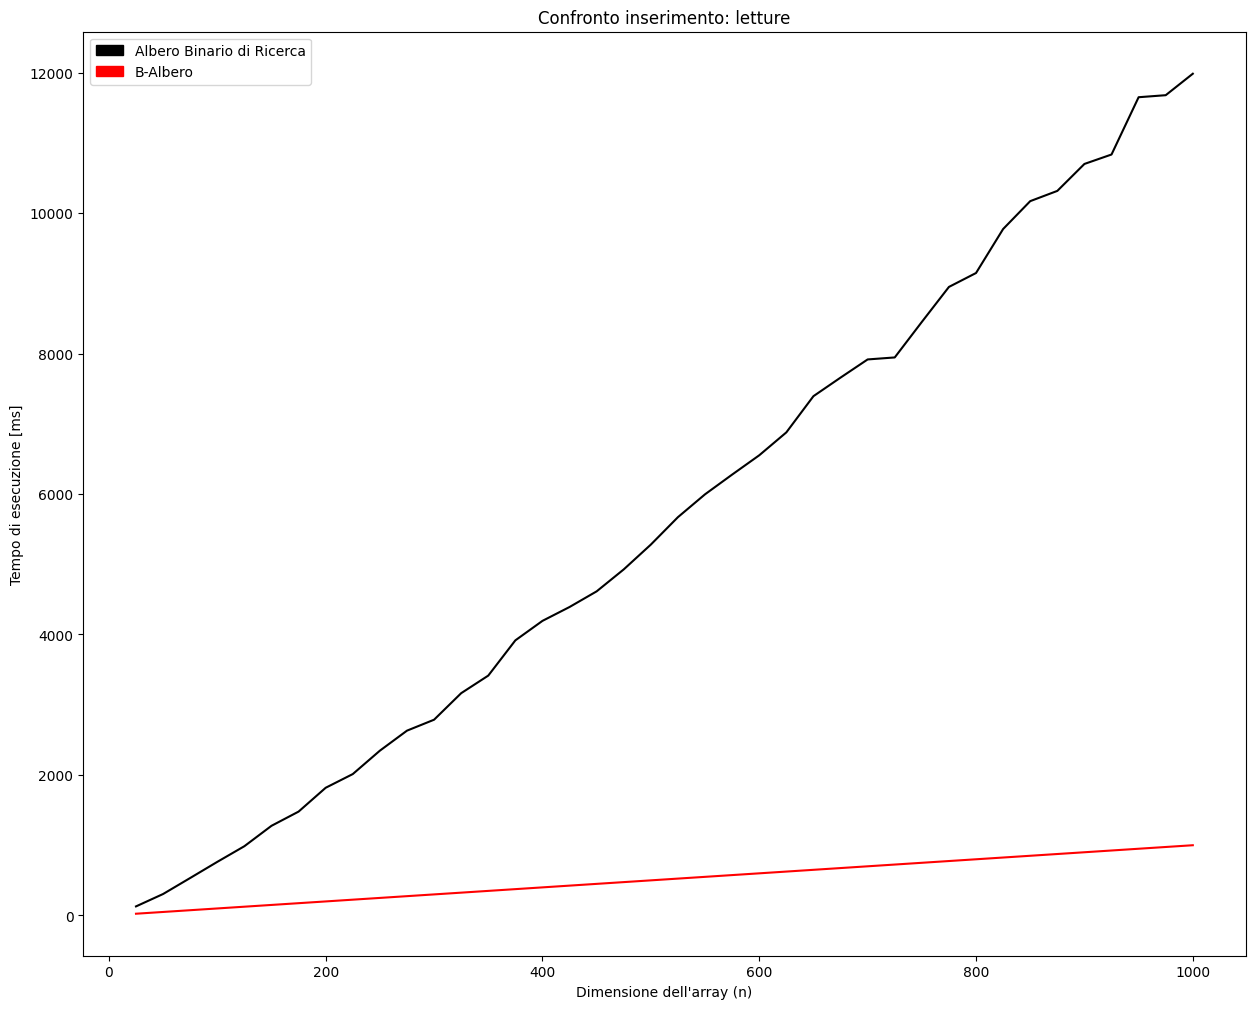 Confronto inserimento: letture
Albero Binario di Ricerca
B-Albero
12000
10000
8000
6000
4000
2000
0
Tempo di esecuzione [ms]
0 200 400 600 800 1000
Dimensione dell'array (n)